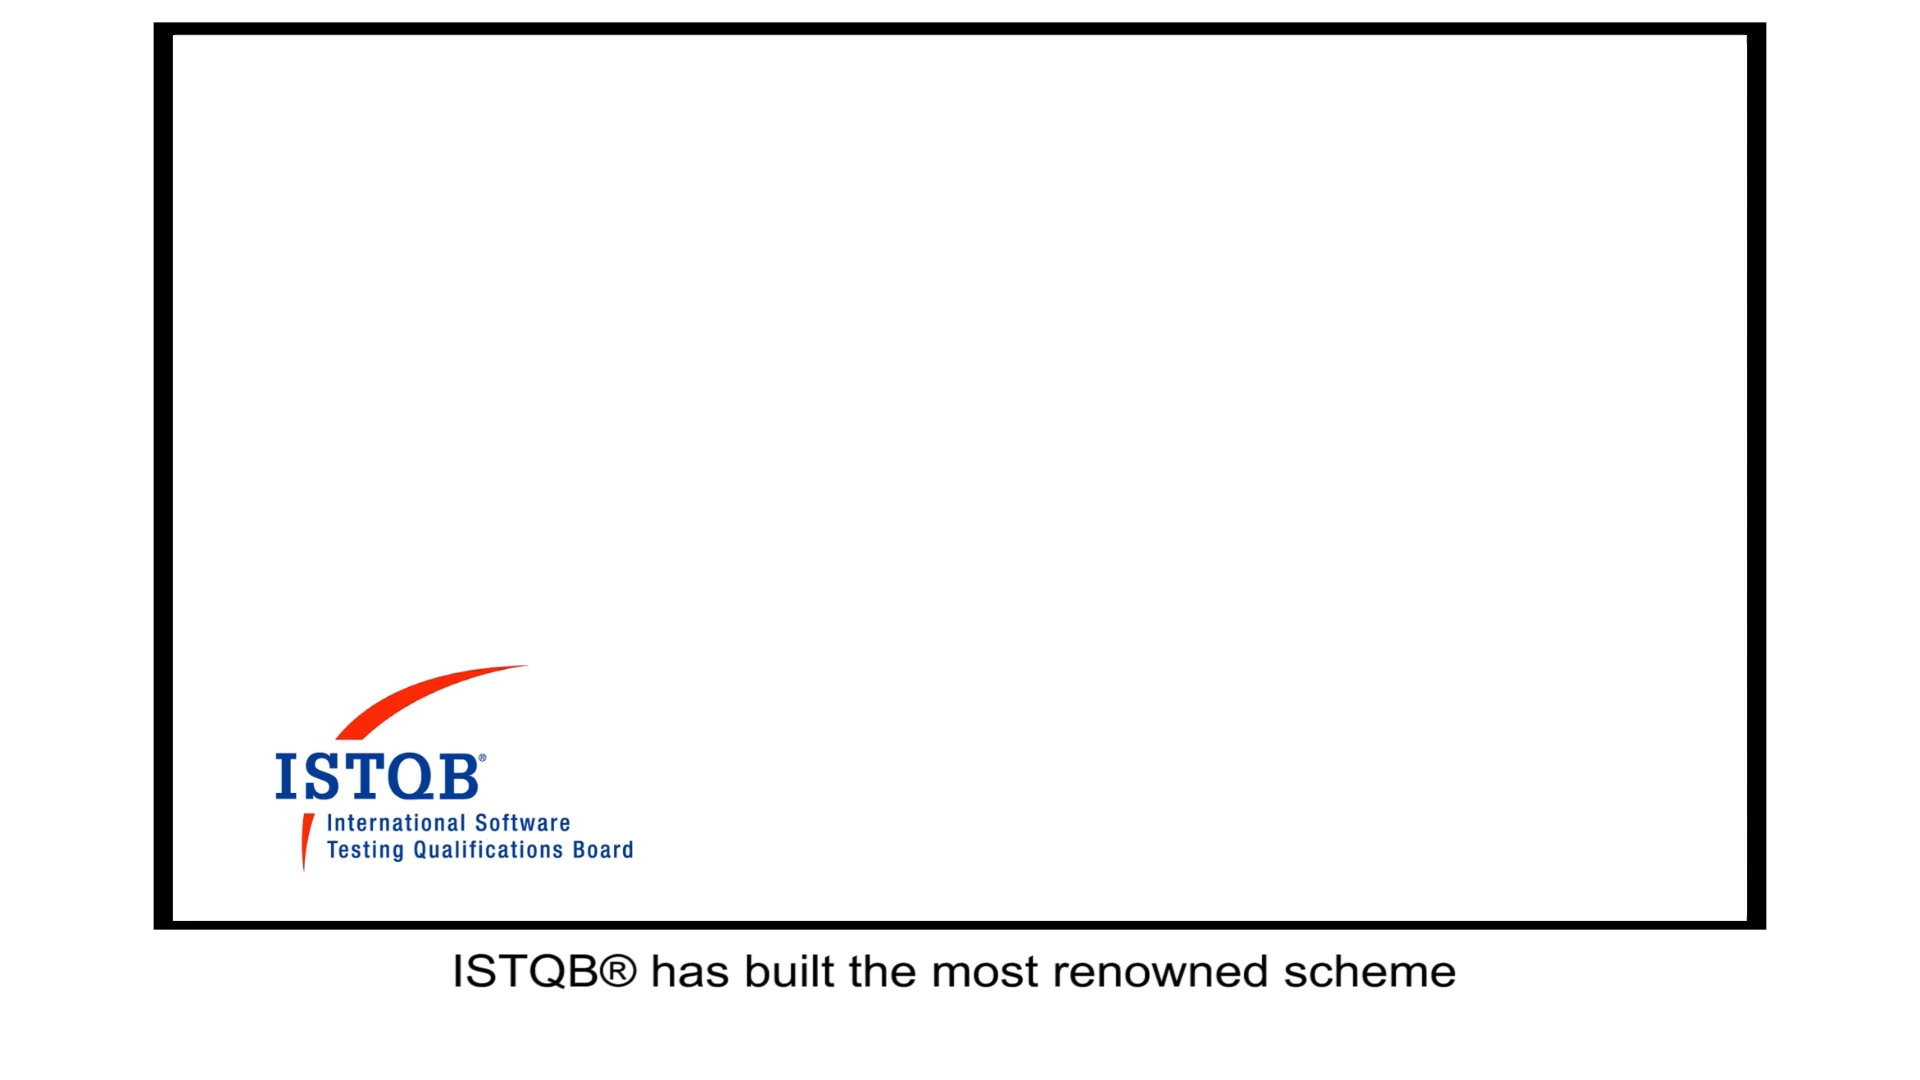 ISTQB®
International Software
Testing Qualifications Board
ISTQB® has built the most renowned scheme